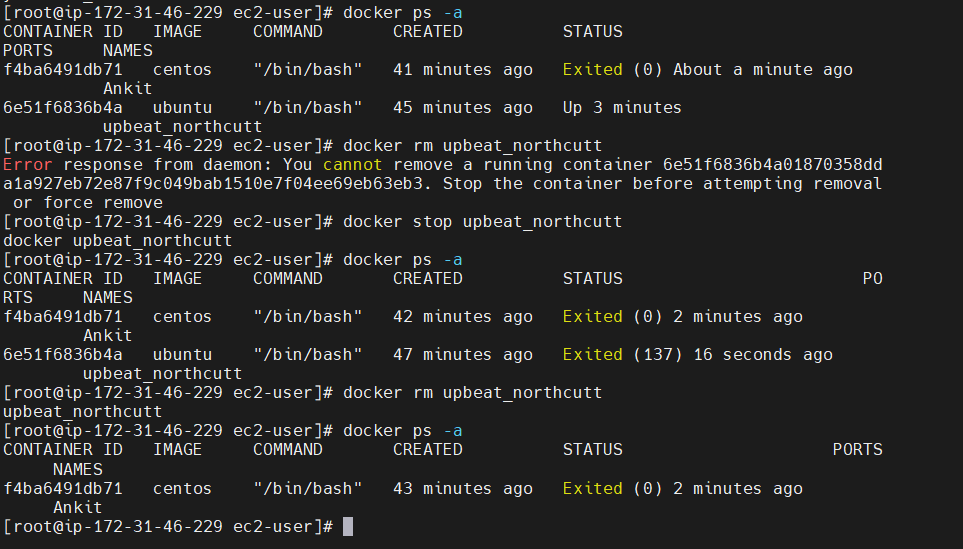 [root@ip-172-31-46-229 ec2-user]# docker ps -a
CONTAINER ID   IMAGE     COMMAND       CREATED          STATUS
PORTS     NAMES
f4ba6491db71   centos    "/bin/bash"   41 minutes ago   Exited (0) About a minute ago
          Ankit
6e51f6836b4a   ubuntu    "/bin/bash"   45 minutes ago   Up 3 minutes
          upbeat_northcutt
[root@ip-172-31-46-229 ec2-user]# docker rm upbeat_northcutt
Error response from daemon: You cannot remove a running container 6e51f6836b4a01870358dd
a1a927eb72e87f9c049bab1510e7f04ee69eb63eb3. Stop the container before attempting removal
 or force remove
[root@ip-172-31-46-229 ec2-user]# docker stop upbeat_northcutt
docker upbeat_northcutt
[root@ip-172-31-46-229 ec2-user]# docker ps -a
CONTAINER ID   IMAGE     COMMAND       CREATED          STATUS                        PO
RTS     NAMES
f4ba6491db71   centos    "/bin/bash"   42 minutes ago   Exited (0) 2 minutes ago
        Ankit
6e51f6836b4a   ubuntu    "/bin/bash"   47 minutes ago   Exited (137) 16 seconds ago
        upbeat_northcutt
[root@ip-172-31-46-229 ec2-user]# docker rm upbeat_northcutt
upbeat_northcutt
[root@ip-172-31-46-229 ec2-user]# docker ps -a
CONTAINER ID   IMAGE     COMMAND       CREATED          STATUS                     PORTS
     NAMES
f4ba6491db71   centos    "/bin/bash"   43 minutes ago   Exited (0) 2 minutes ago
     Ankit
[root@ip-172-31-46-229 ec2-user]#